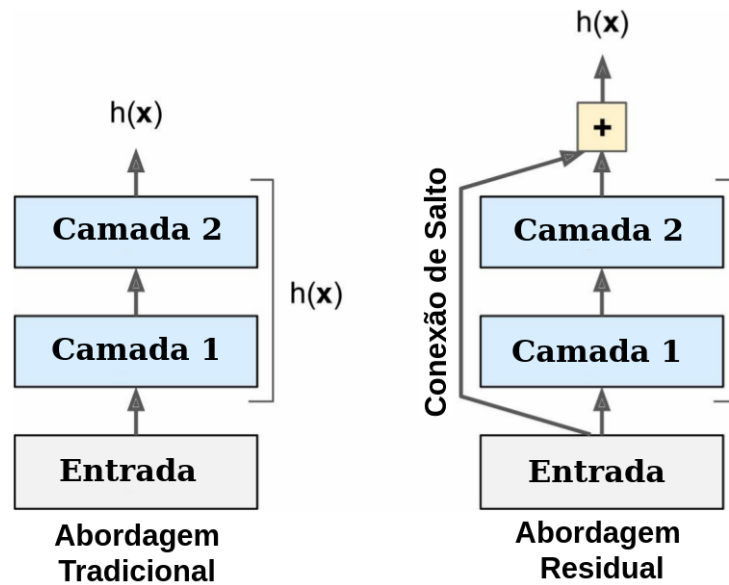 h(x)
Camada 2
h(x)
Camada 1
Entrada
Abordagem
Tradicional
h(x)
+
Conexão de Salto
Camada 2
Camada 1
Entrada
Abordagem
Residual